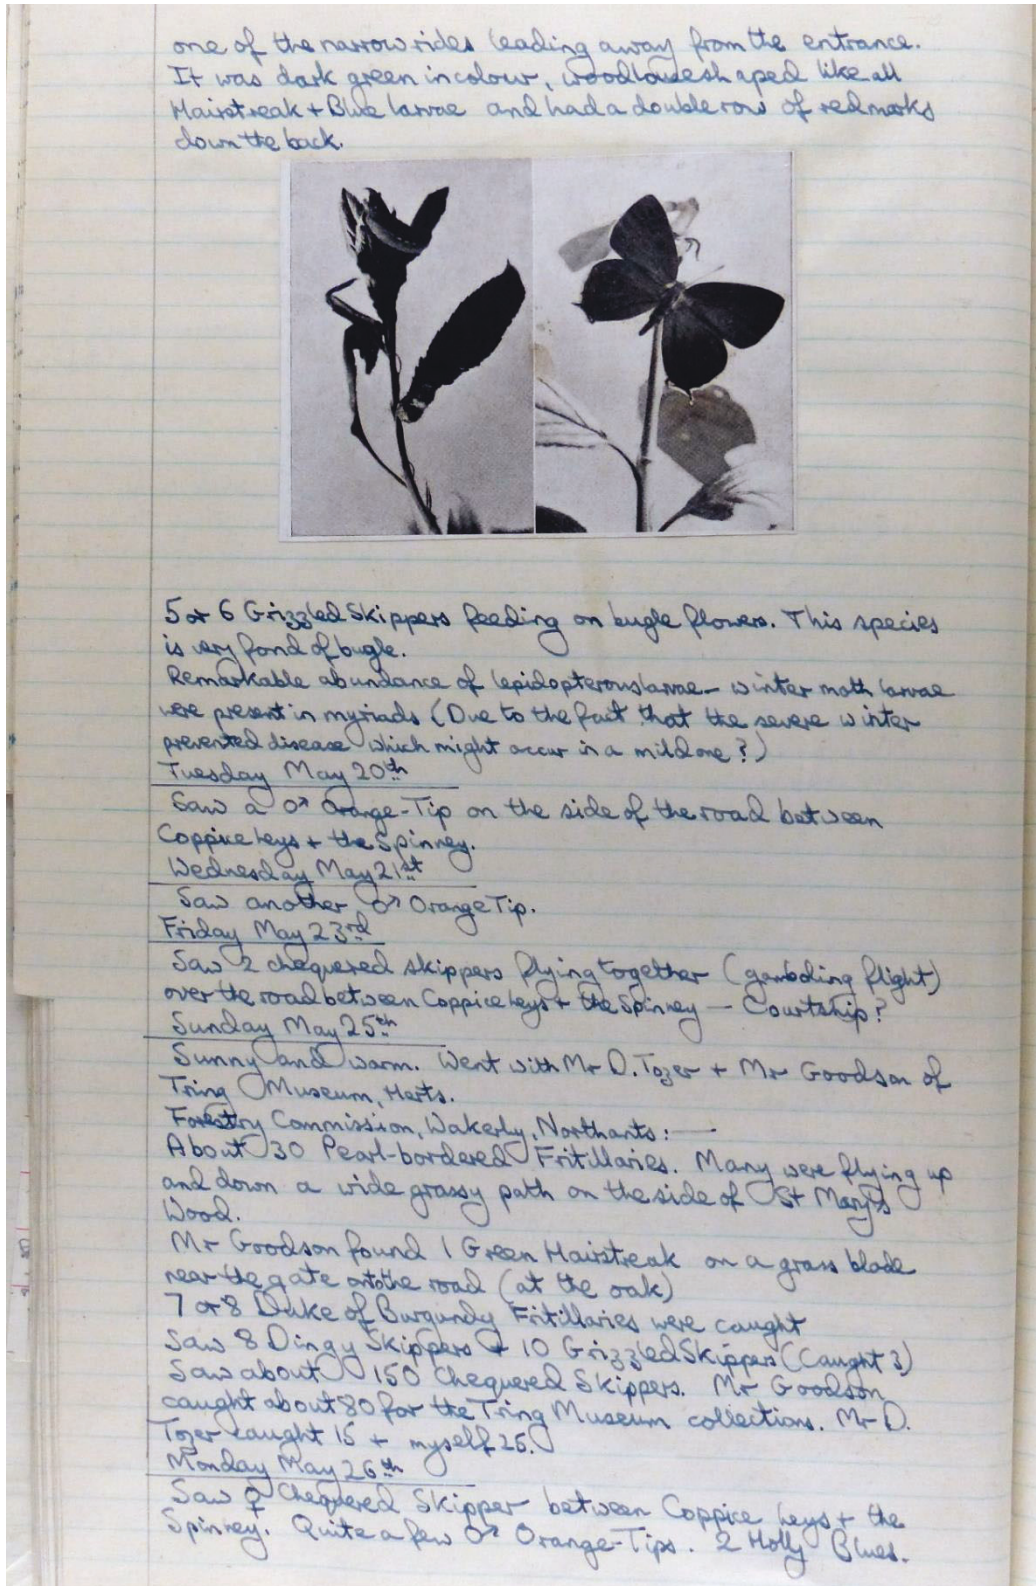 one of the narrow rides leading away from the entrance.
It was dark green in colour, woodlouse shaped like all
Hairstreak + Blue larvae and had a double row of red marks
down the back.
5 or 6 Grizzled Skippers feeding on bugle flowers. This species
is very fond of bugle.
Remarkable abundance of lepidopterous larvae - winter moth larvae
were present in myriads (Due to the fact that the severe winter
prevented disease which might occur in a mild one?)
Tuesday May 20th
Saw a ♂ Orange-Tip on the side of the road between
Coppice Leys + the Spinney.
Wednesday May 21st
Saw another ♂ Orange Tip.
Friday May 23rd
Saw 2 chequered skippers flying together (gamboling flight)
over the road between Coppice Leys + the Spinney — Courtship?
Sunday May 25th
Sunny and warm. Went with Mr D. Tozer + Mr Goodson of
Tring Museum, Herts.
Forestry Commission, Wakerly, Northants: —
About 30 Pearl-bordered Fritillaries. Many were flying up
and down a wide grassy path on the side of St Mary's
Wood.
Mr Goodson found 1 Green Hairstreak on a grass blade
near the gate onto the road (at the oak)
7 or 8 Duke of Burgundy Fritillaries were caught
Saw 8 Dingy Skippers + 10 Grizzled Skippers (Caught 3)
Saw about 150 Chequered Skippers. Mr Goodson
caught about 80 for the Tring Museum collections. Mr D.
Tozer caught 15 + myself 25.
Monday May 26th
Saw ♀ Chequered Skipper between Coppice Leys + the
Spinney. Quite a few ♂ Orange-Tips. 2 Holly Blues.